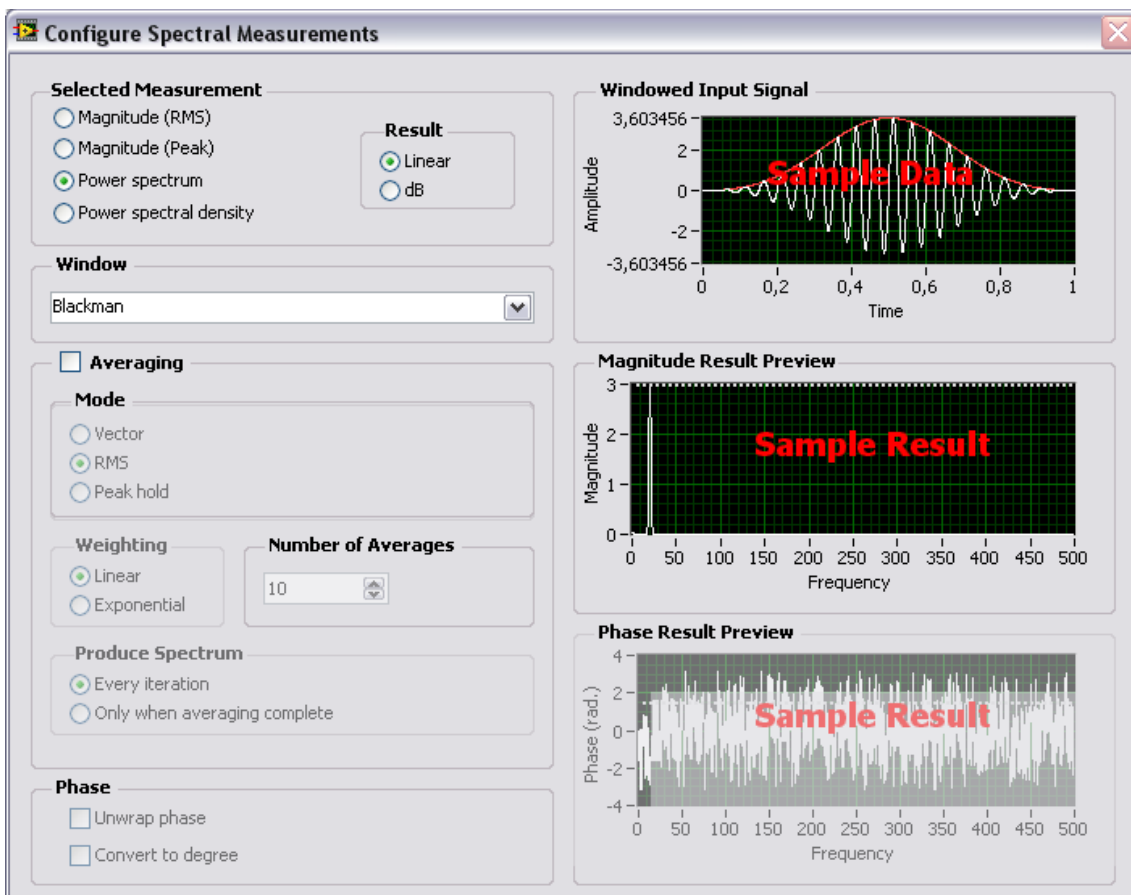 Configure Spectral Measurements
Selected Measurement
Magnitude (RMS)
Magnitude (Peak)
Power spectrum
Power spectral density
Result
Linear
dB
Window
Blackman
Averaging
Mode
Vector
RMS
Peak hold
Weighting
Linear
Exponential
Number of Averages
10
Produce Spectrum
Every iteration
Only when averaging complete
Phase
Unwrap phase
Convert to degree
Windowed Input Signal
3,603456
2
0
-2
-3,603456
Amplitude
Sample Data
0 0,2 0,4 0,6 0,8 1
Time
Magnitude Result Preview
3
2
1
0
Magnitude
Sample Result
0 50 100 150 200 250 300 350 400 450 500
Frequency
Phase Result Preview
4
2
0
-2
-4
Phase (rad.)
Sample Result
0 50 100 150 200 250 300 350 400 450 500
Frequency